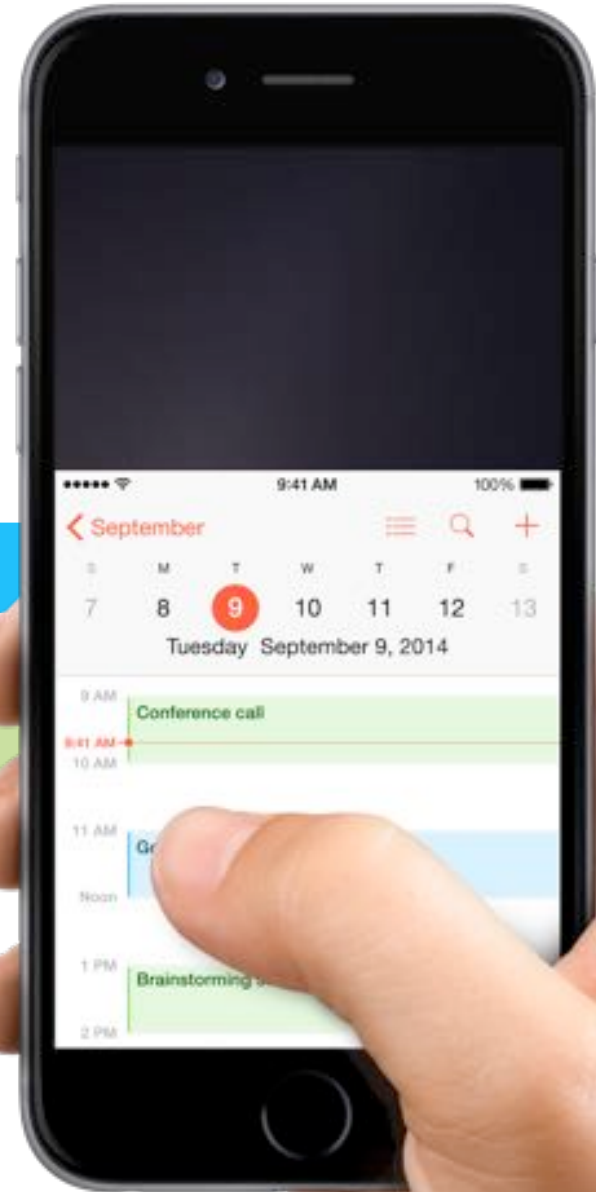 9:41 AM 100%
September
S M T W T F S
7 8 9 10 11 12 13
Tuesday September 9, 2014
9 AM
Conference call
9:41 AM
10 AM
11 AM
Noon
1 PM
Brainstorming
2 PM